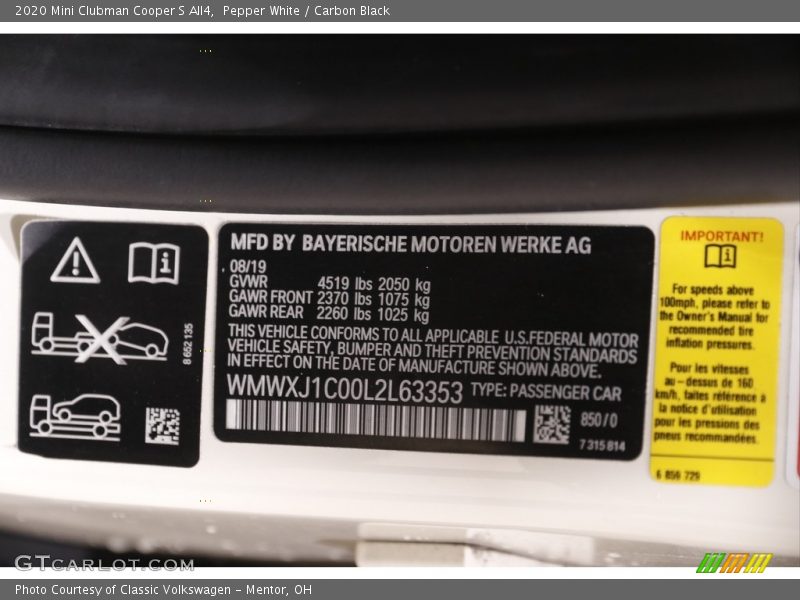 2020 Mini Clubman Cooper S All4,  Pepper White / Carbon Black
MFD BY BAYERISCHE MOTOREN WERKE AG
08/19
GVWR 4519 lbs 2050 kg
GAWR FRONT 2370 lbs 1075 kg
GAWR REAR 2260 lbs 1025 kg
THIS VEHICLE CONFORMS TO ALL APPLICABLE U.S.FEDERAL MOTOR
VEHICLE SAFETY, BUMPER AND THEFT PREVENTION STANDARDS
IN EFFECT ON THE DATE OF MANUFACTURE SHOWN ABOVE.
WMWXJ1C00L2L63353 TYPE: PASSENGER CAR
850/0
7 315 814
8 652 135
IMPORTANT!
For speeds above
100mph, please refer to
the Owner's Manual for
recommended tire
inflation pressures.
Pour les vitesses
au-dessus de 160
km/h, faites référence à
la notice d'utilisation
pour les pressions des
pneus recommandées.
6 856 729
GTCARLOT.COM
Photo Courtesy of Classic Volkswagen - Mentor, OH